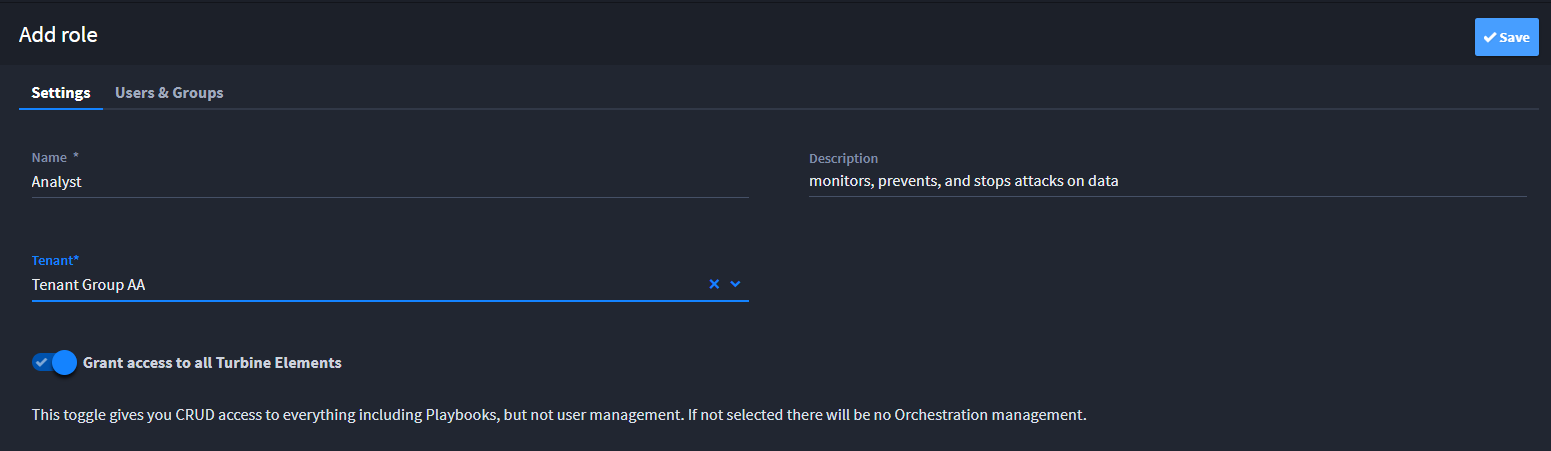 Add role
Save
Settings
Users & Groups
Name *
Analyst
Description
monitors, prevents, and stops attacks on data
Tenant*
Tenant Group AA
Grant access to all Turbine Elements
This toggle gives you CRUD access to everything including Playbooks, but not user management. If not selected there will be no Orchestration management.